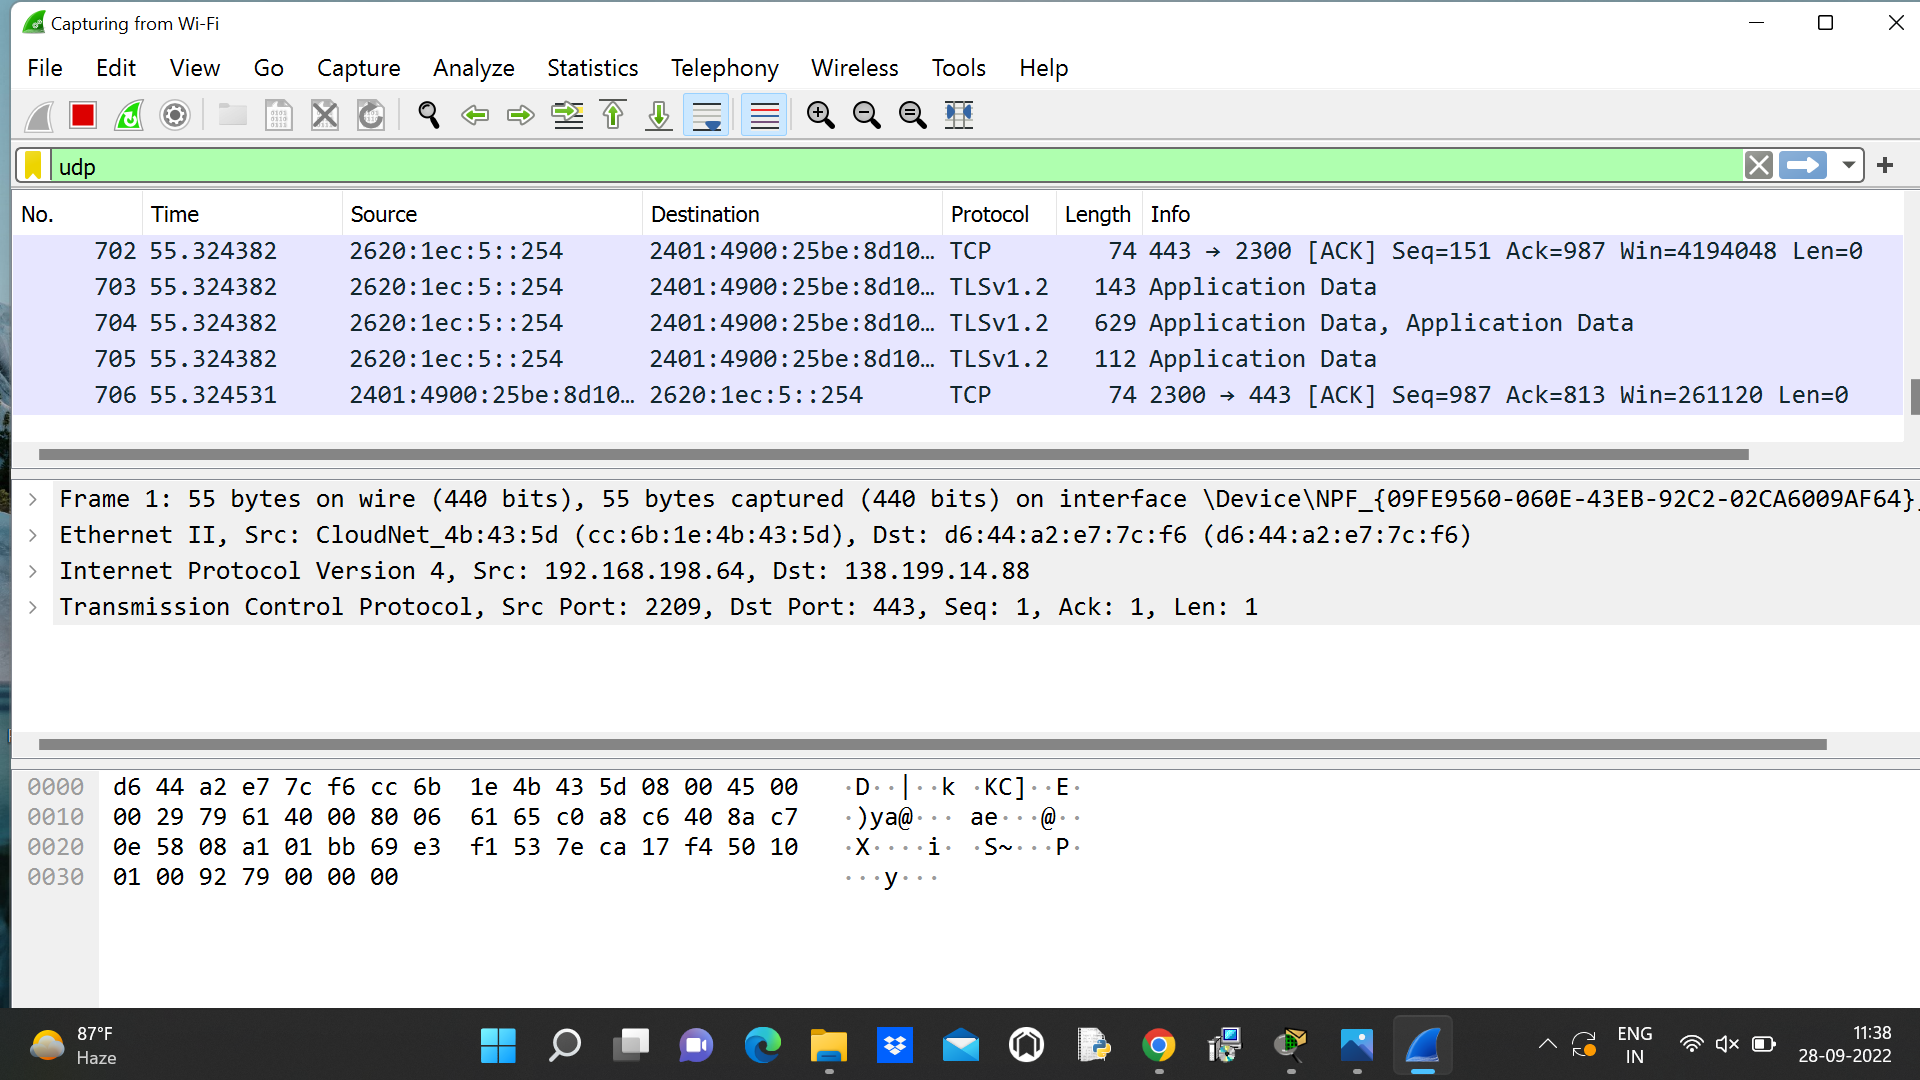 Capturing from Wi-Fi
File Edit View Go Capture Analyze Statistics Telephony Wireless Tools Help
udp
No. Time Source Destination Protocol Length Info
702 55.324382 2620:1ec:5::254 2401:4900:25be:8d10… TCP 74 443 → 2300 [ACK] Seq=151 Ack=987 Win=4194048 Len=0
703 55.324382 2620:1ec:5::254 2401:4900:25be:8d10… TLSv1.2 143 Application Data
704 55.324382 2620:1ec:5::254 2401:4900:25be:8d10… TLSv1.2 629 Application Data, Application Data
705 55.324382 2620:1ec:5::254 2401:4900:25be:8d10… TLSv1.2 112 Application Data
706 55.324531 2401:4900:25be:8d10… 2620:1ec:5::254 TCP 74 2300 → 443 [ACK] Seq=987 Ack=813 Win=261120 Len=0
Frame 1: 55 bytes on wire (440 bits), 55 bytes captured (440 bits) on interface \Device\NPF_{09FE9560-060E-43EB-92C2-02CA6009AF64},
Ethernet II, Src: CloudNet_4b:43:5d (cc:6b:1e:4b:43:5d), Dst: d6:44:a2:e7:7c:f6 (d6:44:a2:e7:7c:f6)
Internet Protocol Version 4, Src: 192.168.198.64, Dst: 138.199.14.88
Transmission Control Protocol, Src Port: 2209, Dst Port: 443, Seq: 1, Ack: 1, Len: 1
0000 d6 44 a2 e7 7c f6 cc 6b 1e 4b 43 5d 08 00 45 00 ·D··|··k ·KC]··E·
0010 00 29 79 61 40 00 80 06 61 65 c0 a8 c6 40 8a c7 ·)ya@··· ae···@··
0020 0e 58 08 a1 01 bb 69 e3 f1 53 7e ca 17 f4 50 10 ·X····i· ·S~···P·
0030 01 00 92 79 00 00 00 ···y···
87°F
Haze
ENG
IN
11:38
28-09-2022